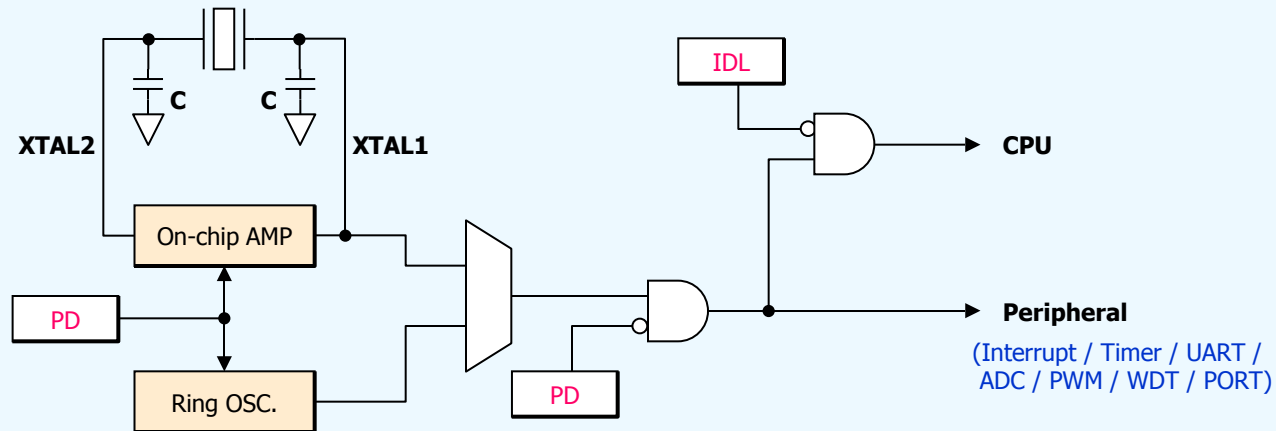 IDL
C
C
XTAL2
XTAL1
CPU
On-chip AMP
PD
Peripheral
(Interrupt / Timer / UART /
ADC / PWM / WDT / PORT)
Ring OSC.
PD